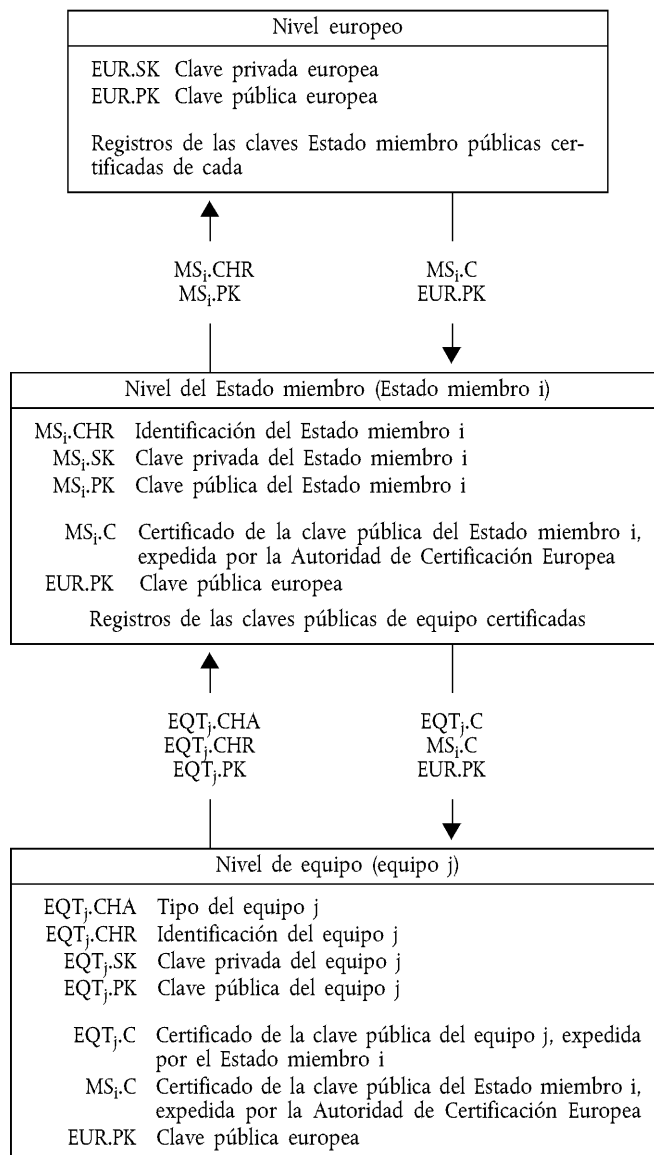 Nivel europeo
EUR.SK Clave privada europea
EUR.PK Clave pública europea
Registros de las claves Estado miembro públicas cer-
tificadas de cada
MSi.CHR
MSi.PK
MSi.C
EUR.PK
Nivel del Estado miembro (Estado miembro i)
MSi.CHR Identificación del Estado miembro i
MSi.SK Clave privada del Estado miembro i
MSi.PK Clave pública del Estado miembro i
MSi.C Certificado de la clave pública del Estado miembro i,
expedida por la Autoridad de Certificación Europea
EUR.PK Clave pública europea
Registros de las claves públicas de equipo certificadas
EQTj.CHA
EQTj.CHR
EQTj.PK
EQTj.C
MSi.C
EUR.PK
Nivel de equipo (equipo j)
EQTj.CHA Tipo del equipo j
EQTj.CHR Identificación del equipo j
EQTj.SK Clave privada del equipo j
EQTj.PK Clave pública del equipo j
EQTj.C Certificado de la clave pública del equipo j, expedida
por el Estado miembro i
MSi.C Certificado de la clave pública del Estado miembro i,
expedida por la Autoridad de Certificación Europea
EUR.PK Clave pública europea